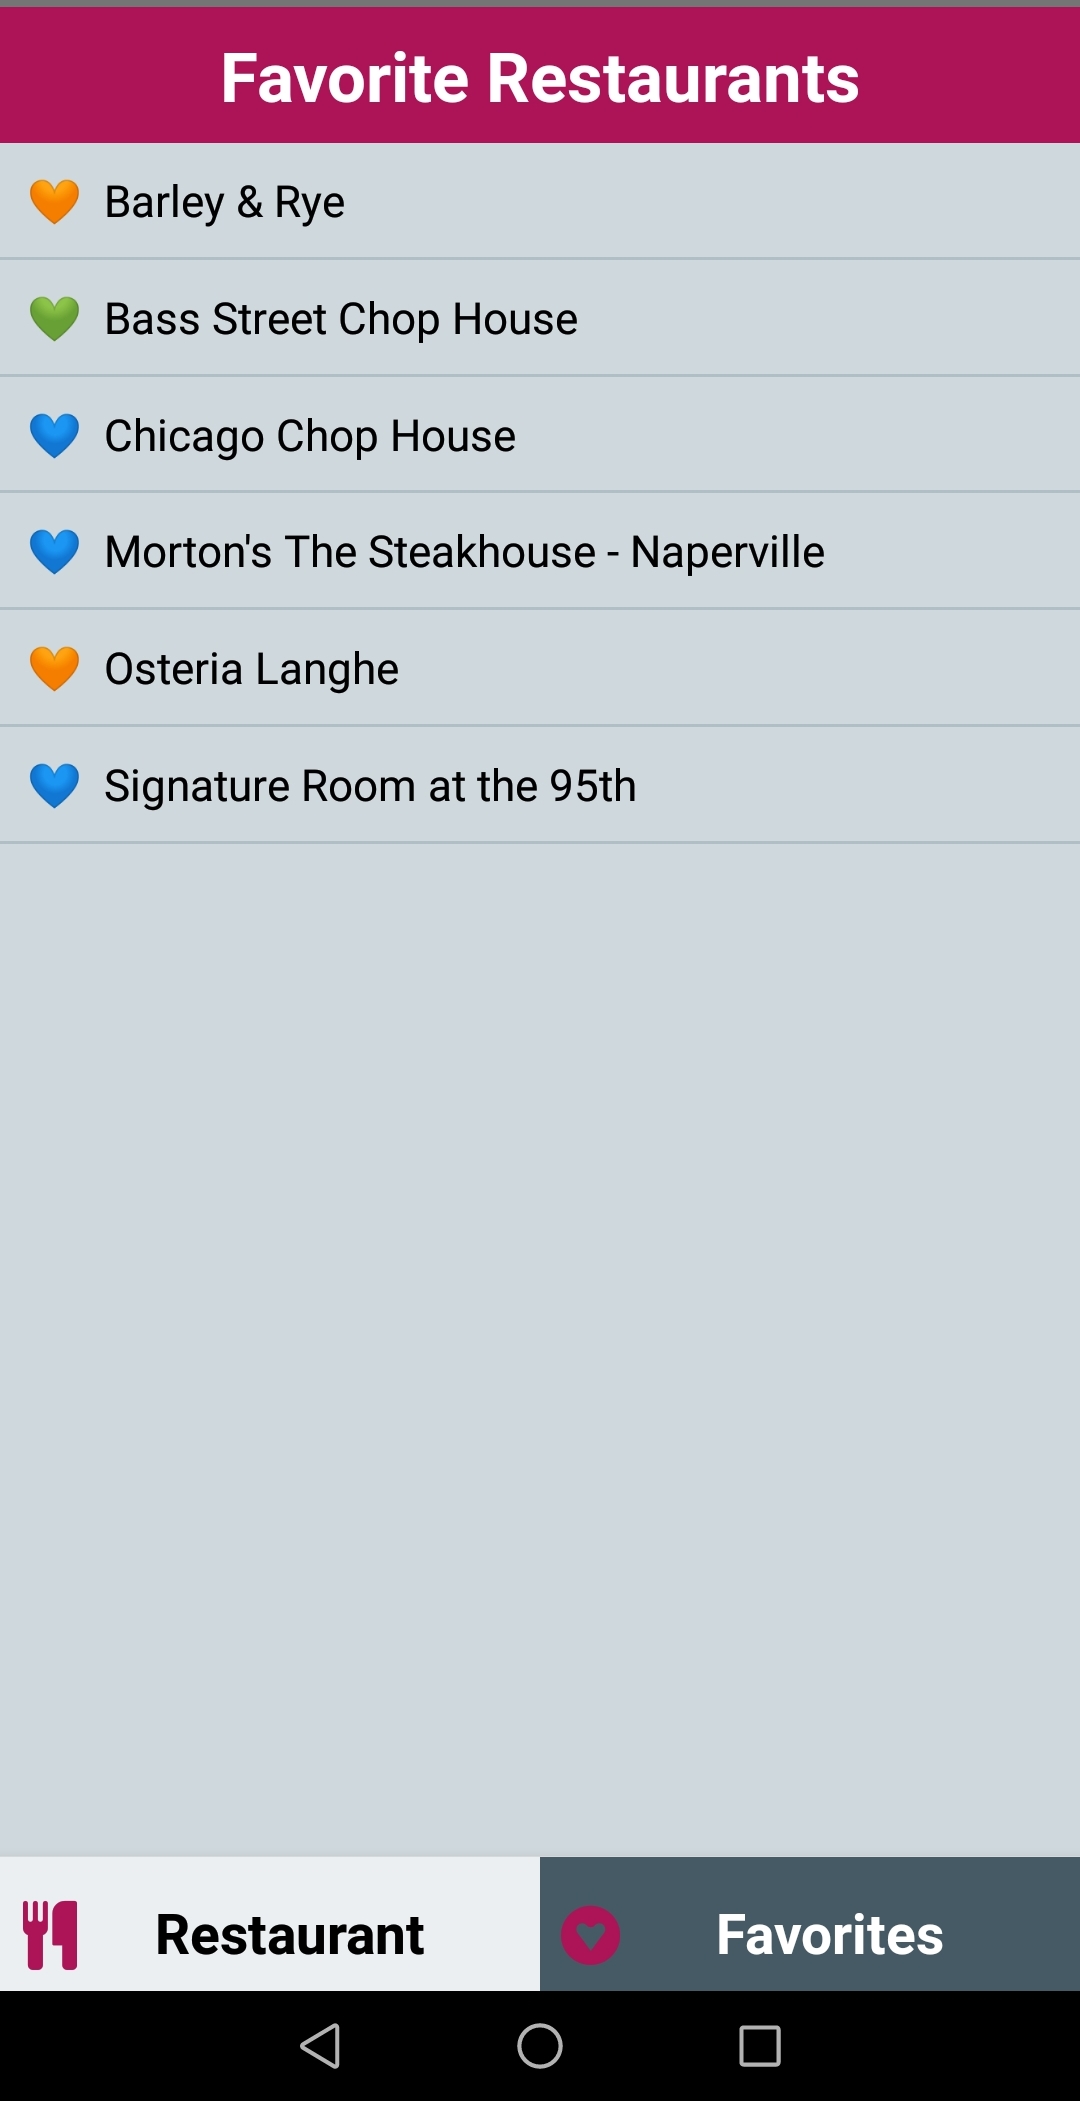 Favorite Restaurants
Barley & Rye
Bass Street Chop House
Chicago Chop House
Morton's The Steakhouse - Naperville
Osteria Langhe
Signature Room at the 95th
Restaurant
Favorites